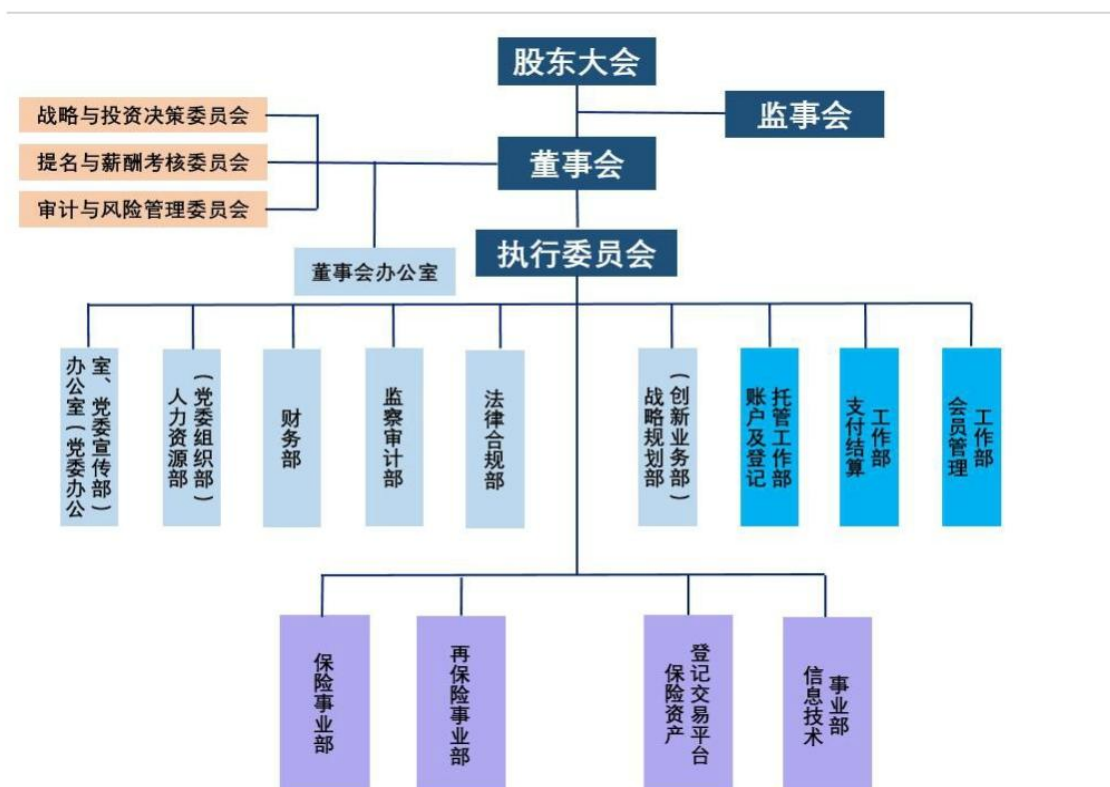 股东大会
监事会
战略与投资决策委员会
提名与薪酬考核委员会
董事会
审计与风险管理委员会
执行委员会
董事会办公室
办公室（党委办公
室、党委宣传部）
人力资源部
（党委组织部）
财务部
监察审计部
法律合规部
战略规划部
（创新业务部）
账户及登记
托管工作部
支付结算
工作部
会员管理
工作部
保险事业部
再保险事业部
保险资产
登记交易平台
信息技术
事业部